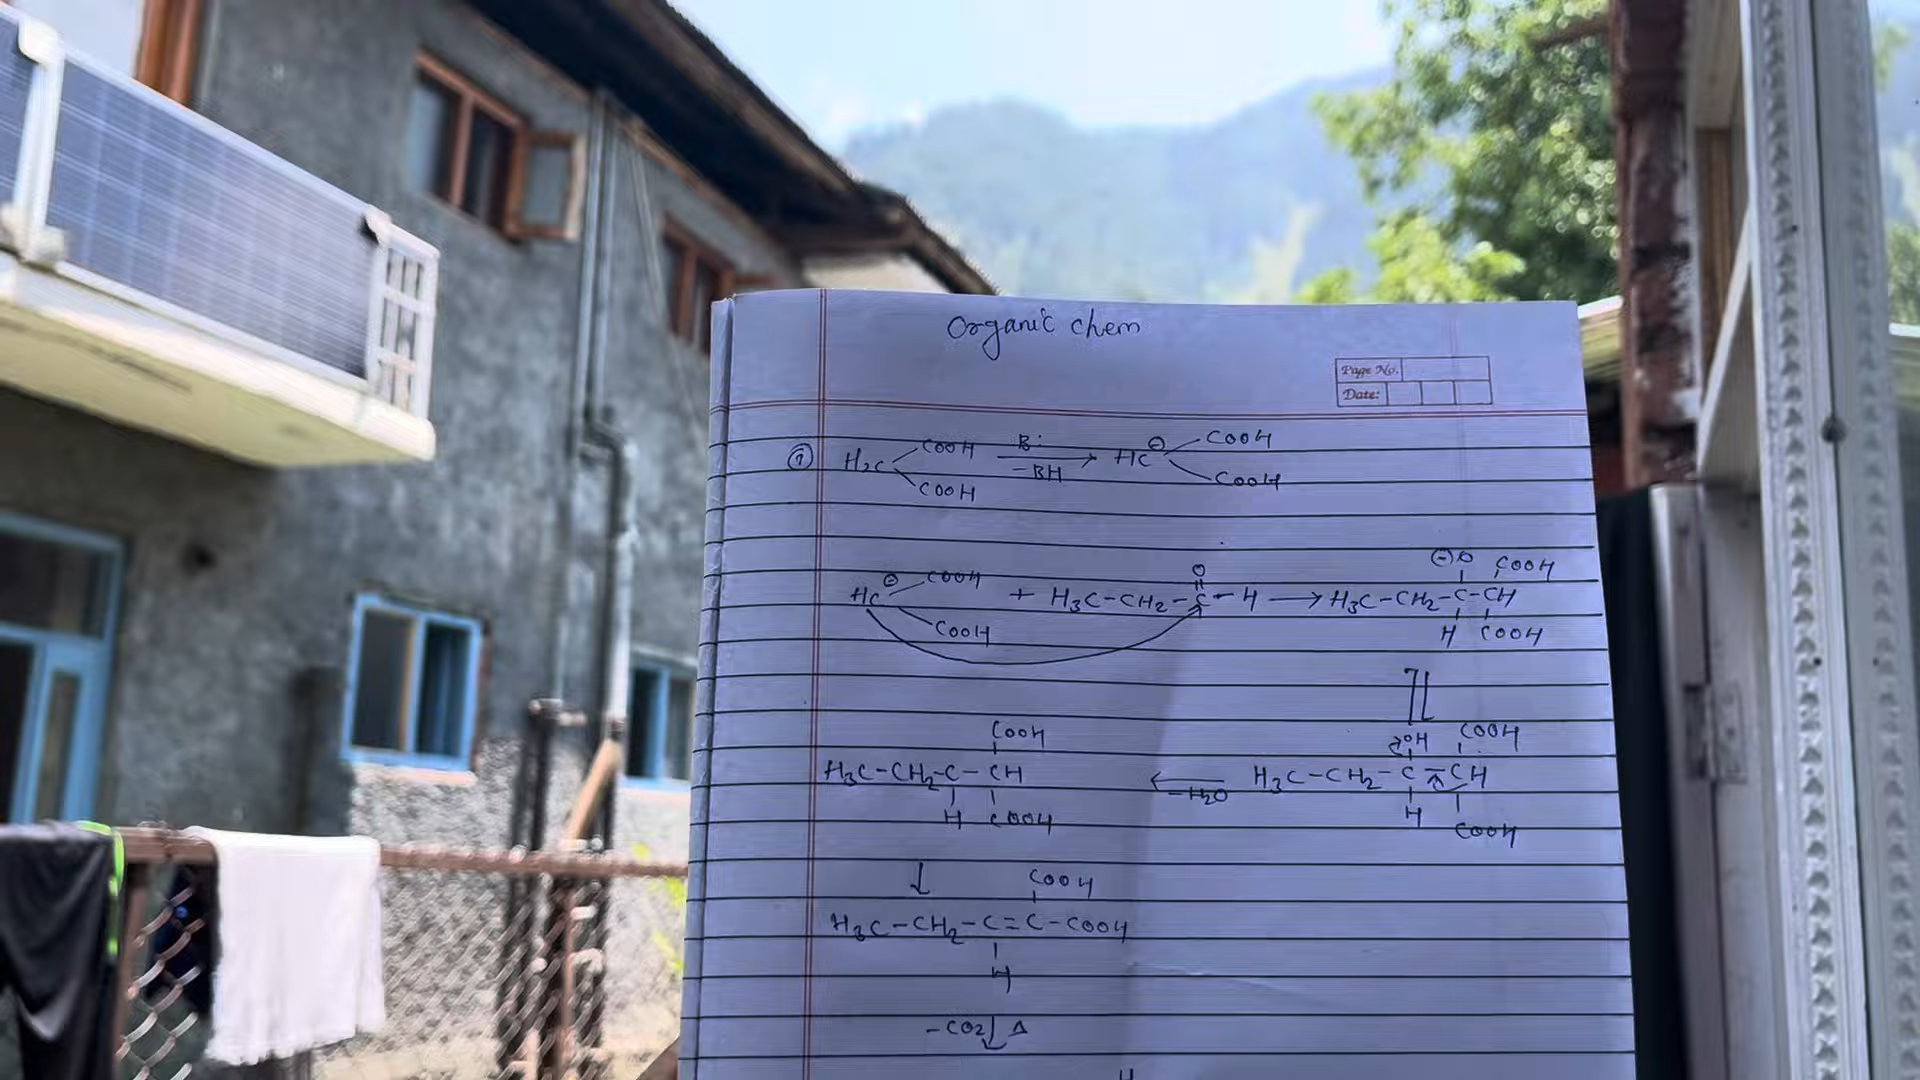 Organic chem
Page No.
Date:
① H₂C COOH COOH B: -BH → HC⊖ COOH COOH
HC⊖ COOH COOH + H₃C-CH₂-C(=O)-H → H₃C-CH₂-C-CH ⊖O COOH H COOH
COOH
H₃C-CH₂-C-CH
H COOH
← -H₂O
OH COOH
H₃C-CH₂-C-CH
H COOH
↓
COOH
H₃C-CH₂-C=C-COOH
H
-CO₂ ↓ Δ
H